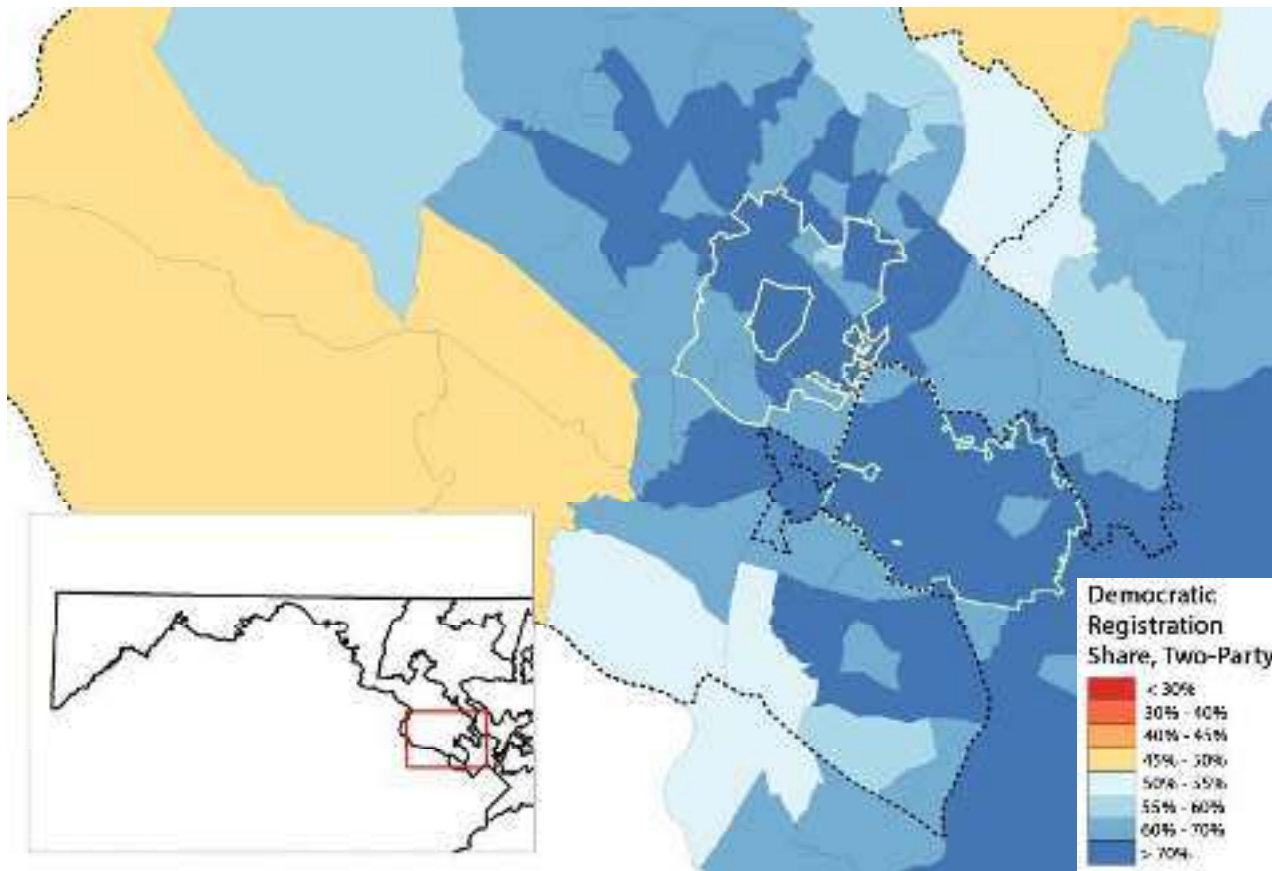 Democratic
Registration
Share, Two-Party
< 30%
30% - 40%
40% - 45%
45% - 50%
50% - 55%
55% - 60%
60% - 70%
> 70%